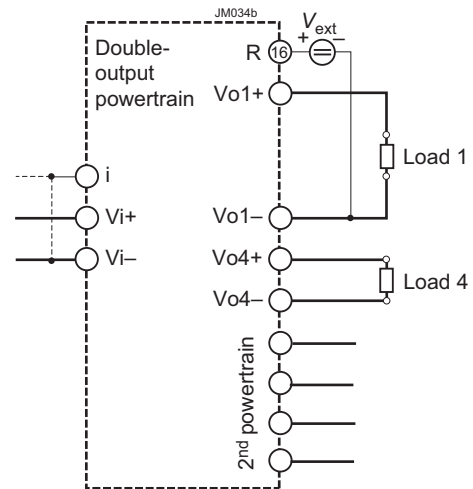 JM034b
Double-
output
powertrain
R
16
+
Vext
–
Vo1+
Load 1
i
Vi+
Vo1–
Vo4+
Vi–
Load 4
Vo4–
2nd powertrain